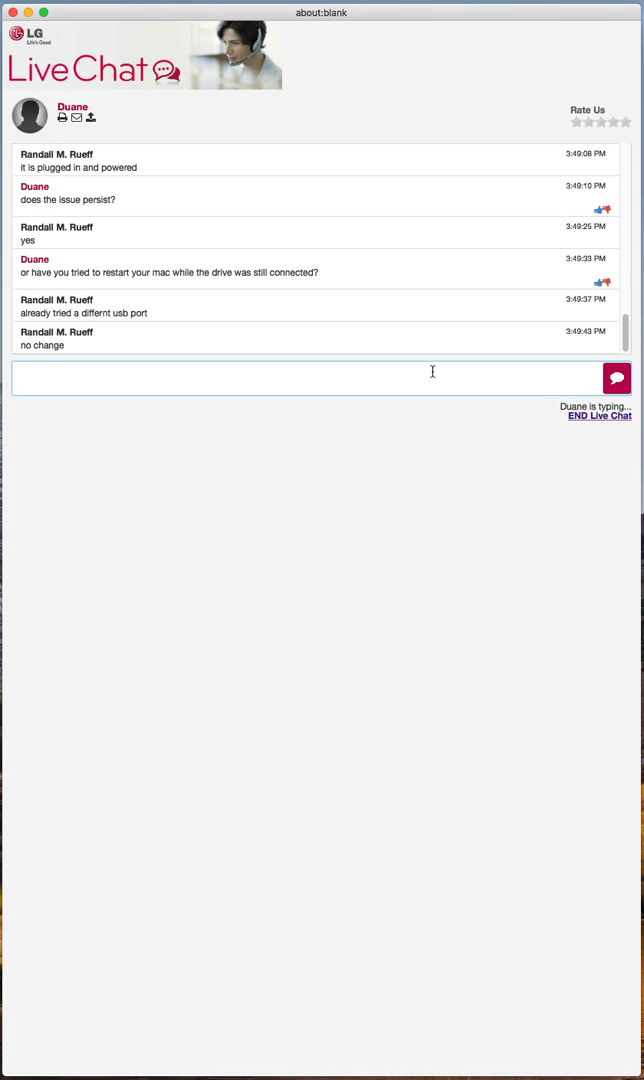 about:blank
LG
Life's Good
LiveChat
Duane
Rate Us
Randall M. Rueff 3:49:08 PM
it is plugged in and powered
Duane 3:49:10 PM
does the issue persist?
Randall M. Rueff 3:49:25 PM
yes
Duane 3:49:33 PM
or have you tried to restart your mac while the drive was still connected?
Randall M. Rueff 3:49:37 PM
already tried a differnt usb port
Randall M. Rueff 3:49:43 PM
no change
Duane is typing...
END Live Chat